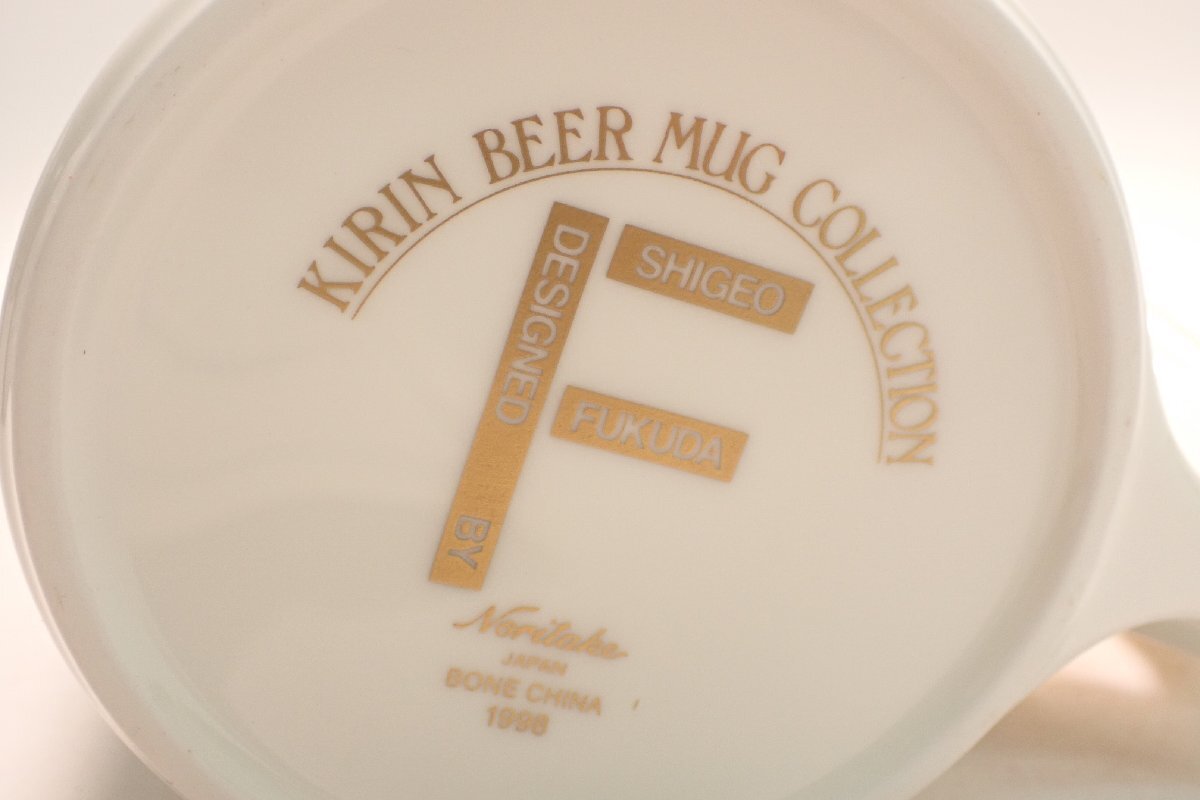 KIRIN BEER MUG COLLECTION
DESIGNED BY
SHIGEO
FUKUDA
Noritake
JAPAN
BONE CHINA
1998